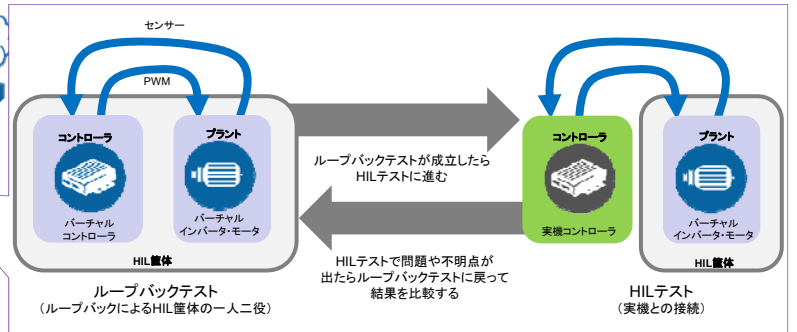 センサー
PWM
コントローラ
プラント
バーチャル
コントローラ
バーチャル
インバータ・モータ
HIL筐体
ループバックテスト
（ループバックによるHIL筐体の一人二役）
ループバックテストが成立したら
HILテストに進む
HILテストで問題や不明点が
出たらループバックテストに戻って
結果を比較する
コントローラ
実機コントローラ
プラント
バーチャル
インバータ・モータ
HIL筐体
HILテスト
（実機との接続）